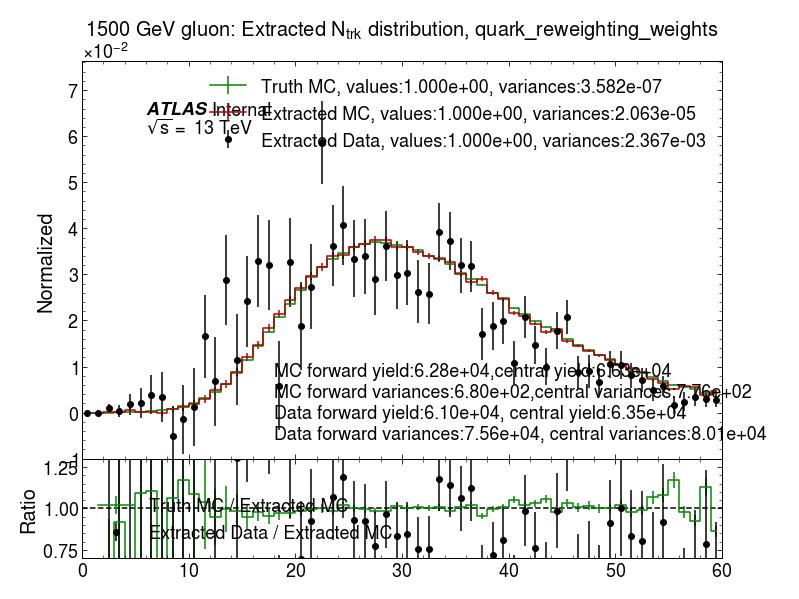 1500 GeV gluon: Extracted Ntrk distribution, quark_reweighting_weights
×10−2
Truth MC, values:1.000e+00, variances:3.582e-07
ATLAS Internal
Extracted MC, values:1.000e+00, variances:2.063e-05
√s = 13 TeV
Extracted Data, values:1.000e+00, variances:2.367e-03
7
6
5
4
3
2
1
0
Normalized
MC forward yield:6.28e+04,central yield:6.63e+04
MC forward variances:6.80e+02,central variances:7.76e+02
Data forward yield:6.10e+04, central yield:6.35e+04
Data forward variances:7.56e+04, central variances:8.01e+04
1.25
1.00
0.75
Ratio
Truth MC / Extracted MC
Extracted Data / Extracted MC
0 10 20 30 40 50 60